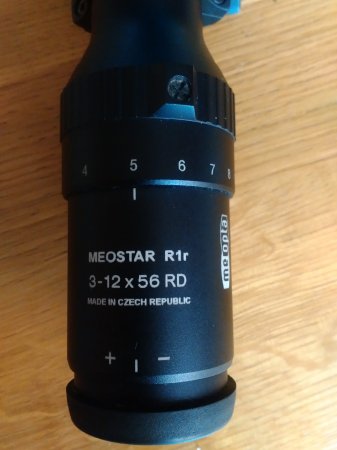 4 5 6 7 8
MEOSTAR R1r
3-12 x 56 RD
MADE IN CZECH REPUBLIC
meopta
+ –